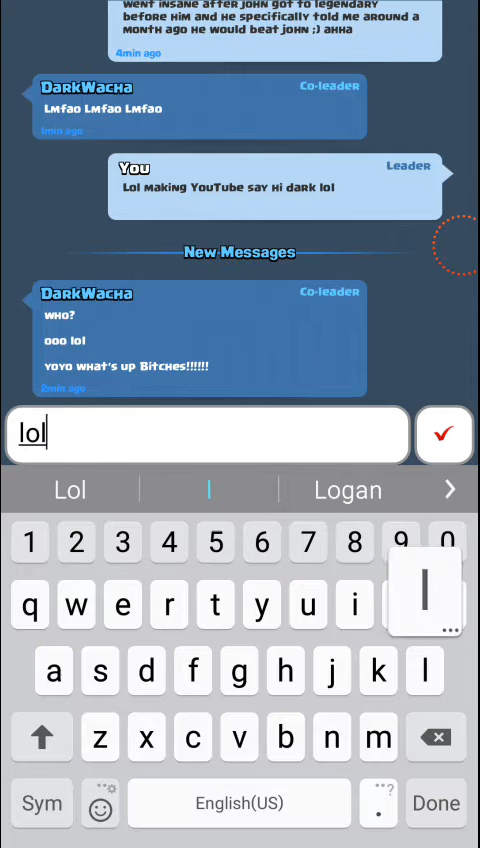 went insane after john got to legendary
before him and he specifically told me around a
month ago he would beat john ;) ahha
4min ago
DarkWacha
Co-leader
Lmfao Lmfao Lmfao
1min ago
You
Leader
Lol making YouTube say hi dark lol
New Messages
DarkWacha
Co-leader
who?
ooo lol
yoyo what's up Bitches!!!!!!
2min ago
lol
Lol
l
Logan
1 2 3 4 5 6 7 8 9 0
q w e r t y u i
l
a s d f g h j k l
z x c v b n m
Sym
English(US)
.
?
Done